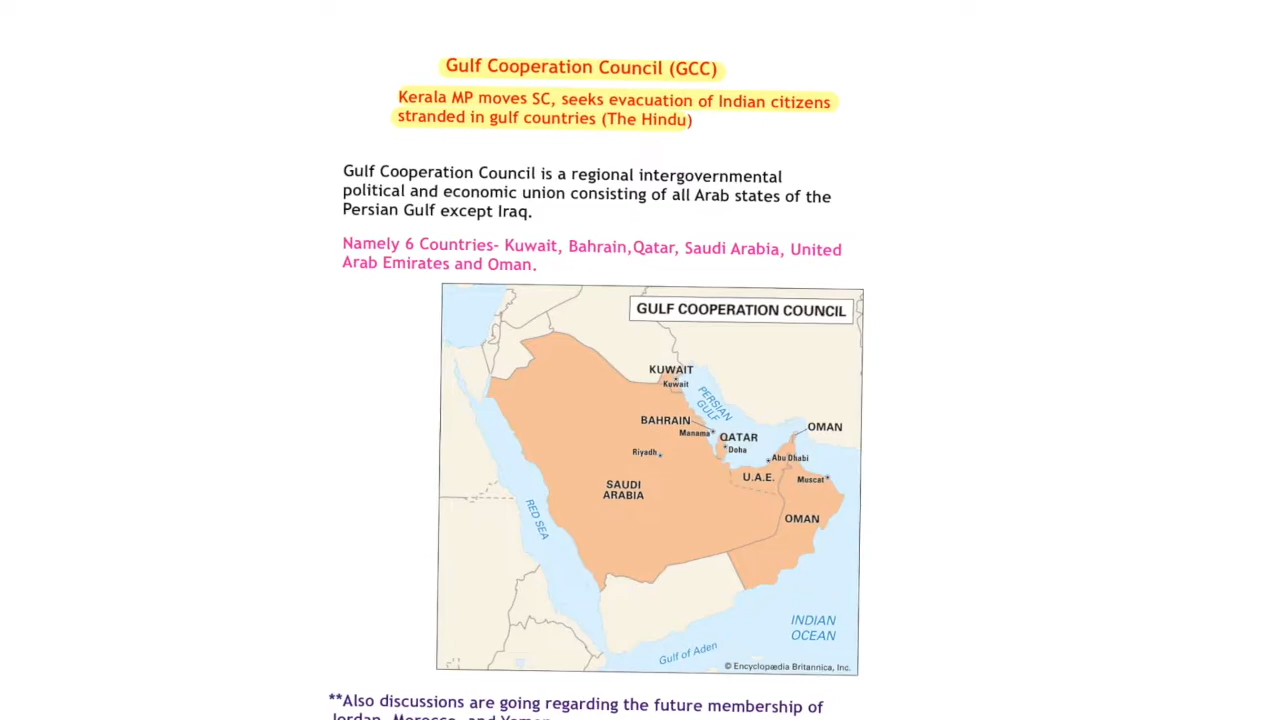 Gulf Cooperation Council (GCC)
Kerala MP moves SC, seeks evacuation of Indian citizens
stranded in gulf countries (The Hindu)
Gulf Cooperation Council is a regional intergovernmental
political and economic union consisting of all Arab states of the
Persian Gulf except Iraq.
Namely 6 Countries- Kuwait, Bahrain,Qatar, Saudi Arabia, United
Arab Emirates and Oman.
GULF COOPERATION COUNCIL
KUWAIT
Kuwait
PERSIAN
GULF
BAHRAIN
Manama
QATAR
Doha
OMAN
Riyadh
Abu Dhabi
U.A.E.
Muscat
SAUDI
ARABIA
RED SEA
OMAN
INDIAN
OCEAN
Gulf of Aden
© Encyclopædia Britannica, Inc.
**Also discussions are going regarding the future membership of
Jordan, Morocco, and Yemen